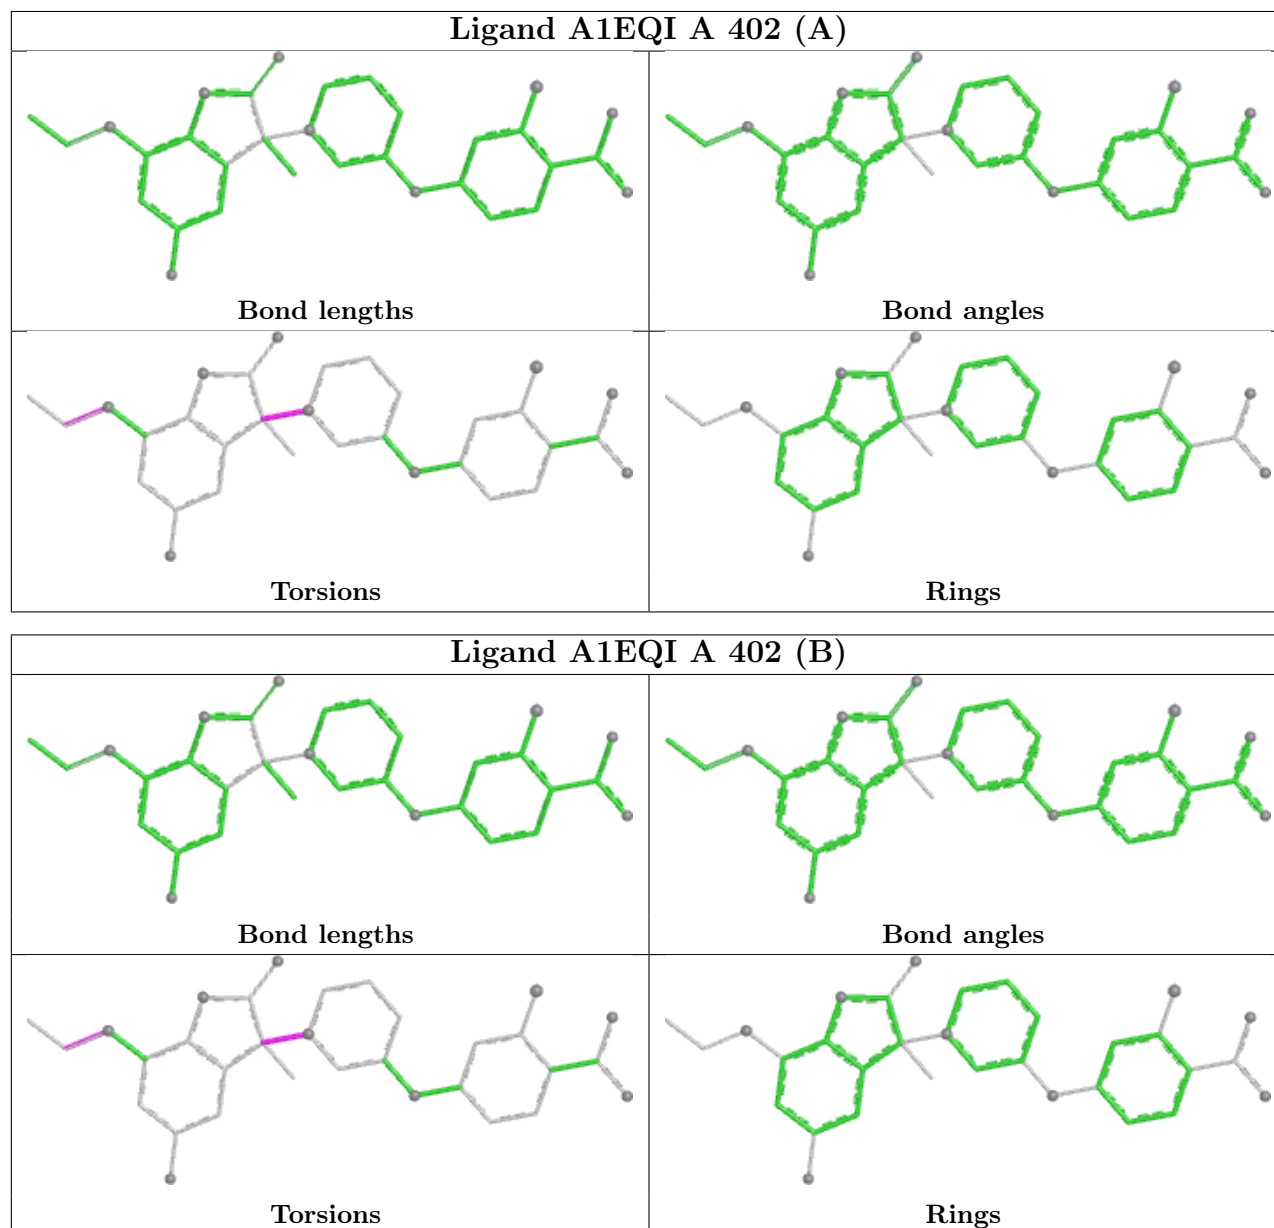 Ligand A1EQI A 402 (A)
Bond lengths
Bond angles
Torsions
Rings
Ligand A1EQI A 402 (B)
Bond lengths
Bond angles
Torsions
Rings